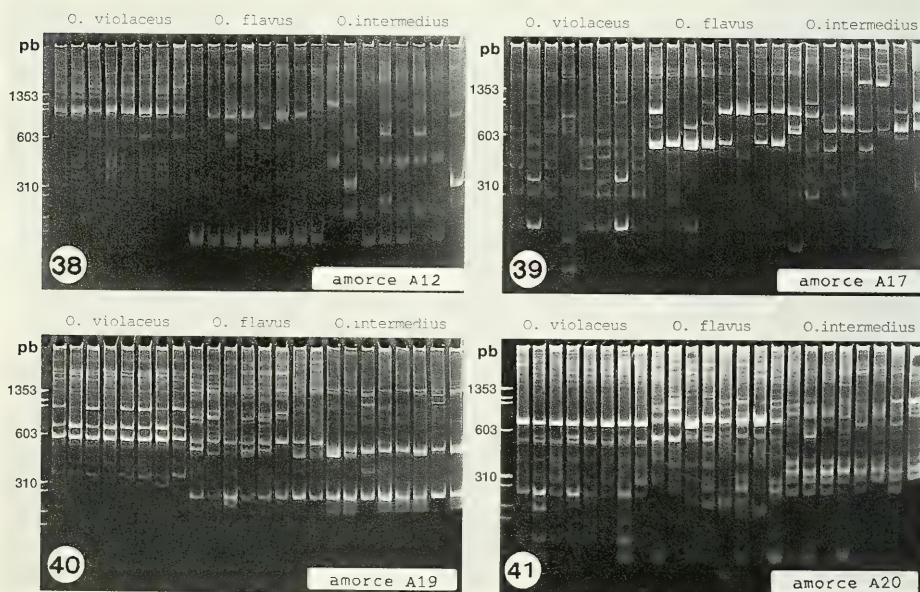 O. violaceus O. flavus O.intermedius
pb
1353
603
310
38
amorce A12
O. violaceus O. flavus O.intermedius
pb
1353
603
310
39
amorce A17
O. violaceus O. flavus O.intermedius
pb
1353
603
310
40
amorce A19
O. violaceus O. flavus O.intermedius
pb
1353
603
310
41
amorce A20